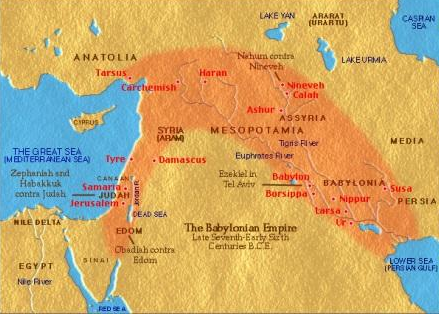 LAKE VAN
ARARAT
(URARTU)
CASPIAN
SEA
ANATOLIA
Nahum contra
Nineveh
LAKE URMIA
Tarsus
Haran
Carchemish
Nineveh
Calah
Ashur
ASSYRIA
CYPRUS
SYRIA
(ARAM)
MESOPOTAMIA
MEDIA
Tigris River
THE GREAT SEA
(MEDITERRANEAN SEA)
Tyre
Damascus
Euphrates River
Zephaniah and
Habakkuk
contra Judah
CANAAN
Samaria
JUDAH
Jerusalem
Jordan R.
DEAD SEA
Ezekiel in
Tel Aviv
Babylon
BABYLONIA
Borsippa
Nippur
Susa
PERSIA
Larsa
Ur
NILE DELTA
EDOM
Obadiah contra
Edom
The Babylonian Empire
Late Seventh-Early Sixth
Centuries B.C.E.
EGYPT
SINAI
Nile River
LOWER SEA
(PERSIAN GULF)
RED SEA